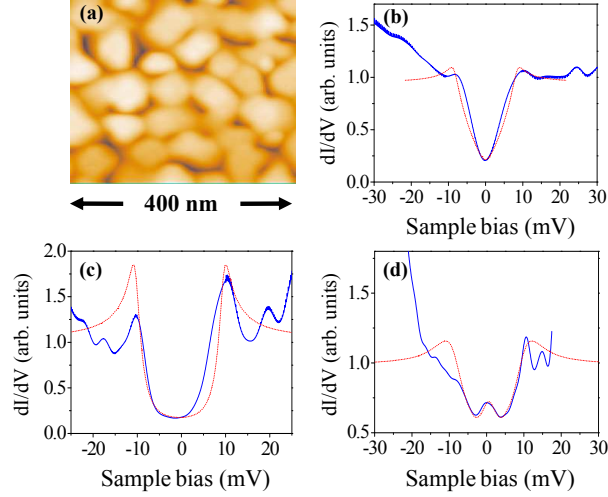 (a)
400 nm
(b)
dI/dV (arb. units)
1.5
1.0
0.5
0.0
-30 -20 -10 0 10 20 30
Sample bias (mV)
(c)
dI/dV (arb. units)
2.0
1.5
1.0
0.5
0.0
-20 -10 0 10 20
Sample bias (mV)
(d)
dI/dV (arb. units)
1.5
1.0
0.5
-30 -20 -10 0 10 20 30
Sample bias (mV)